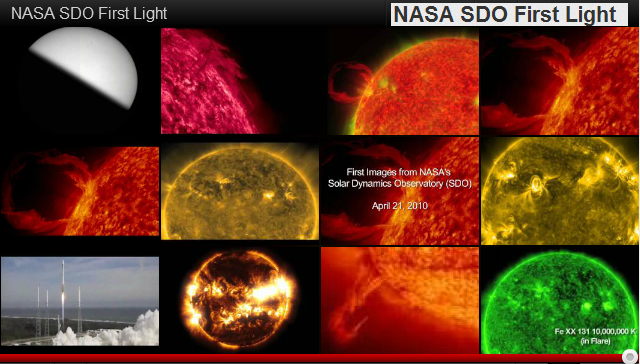 NASA SDO First Light
NASA SDO First Light
First Images from NASA's
Solar Dynamics Observatory (SDO)
April 21, 2010
Fe XX 131 10,000,000 K
(in Flare)